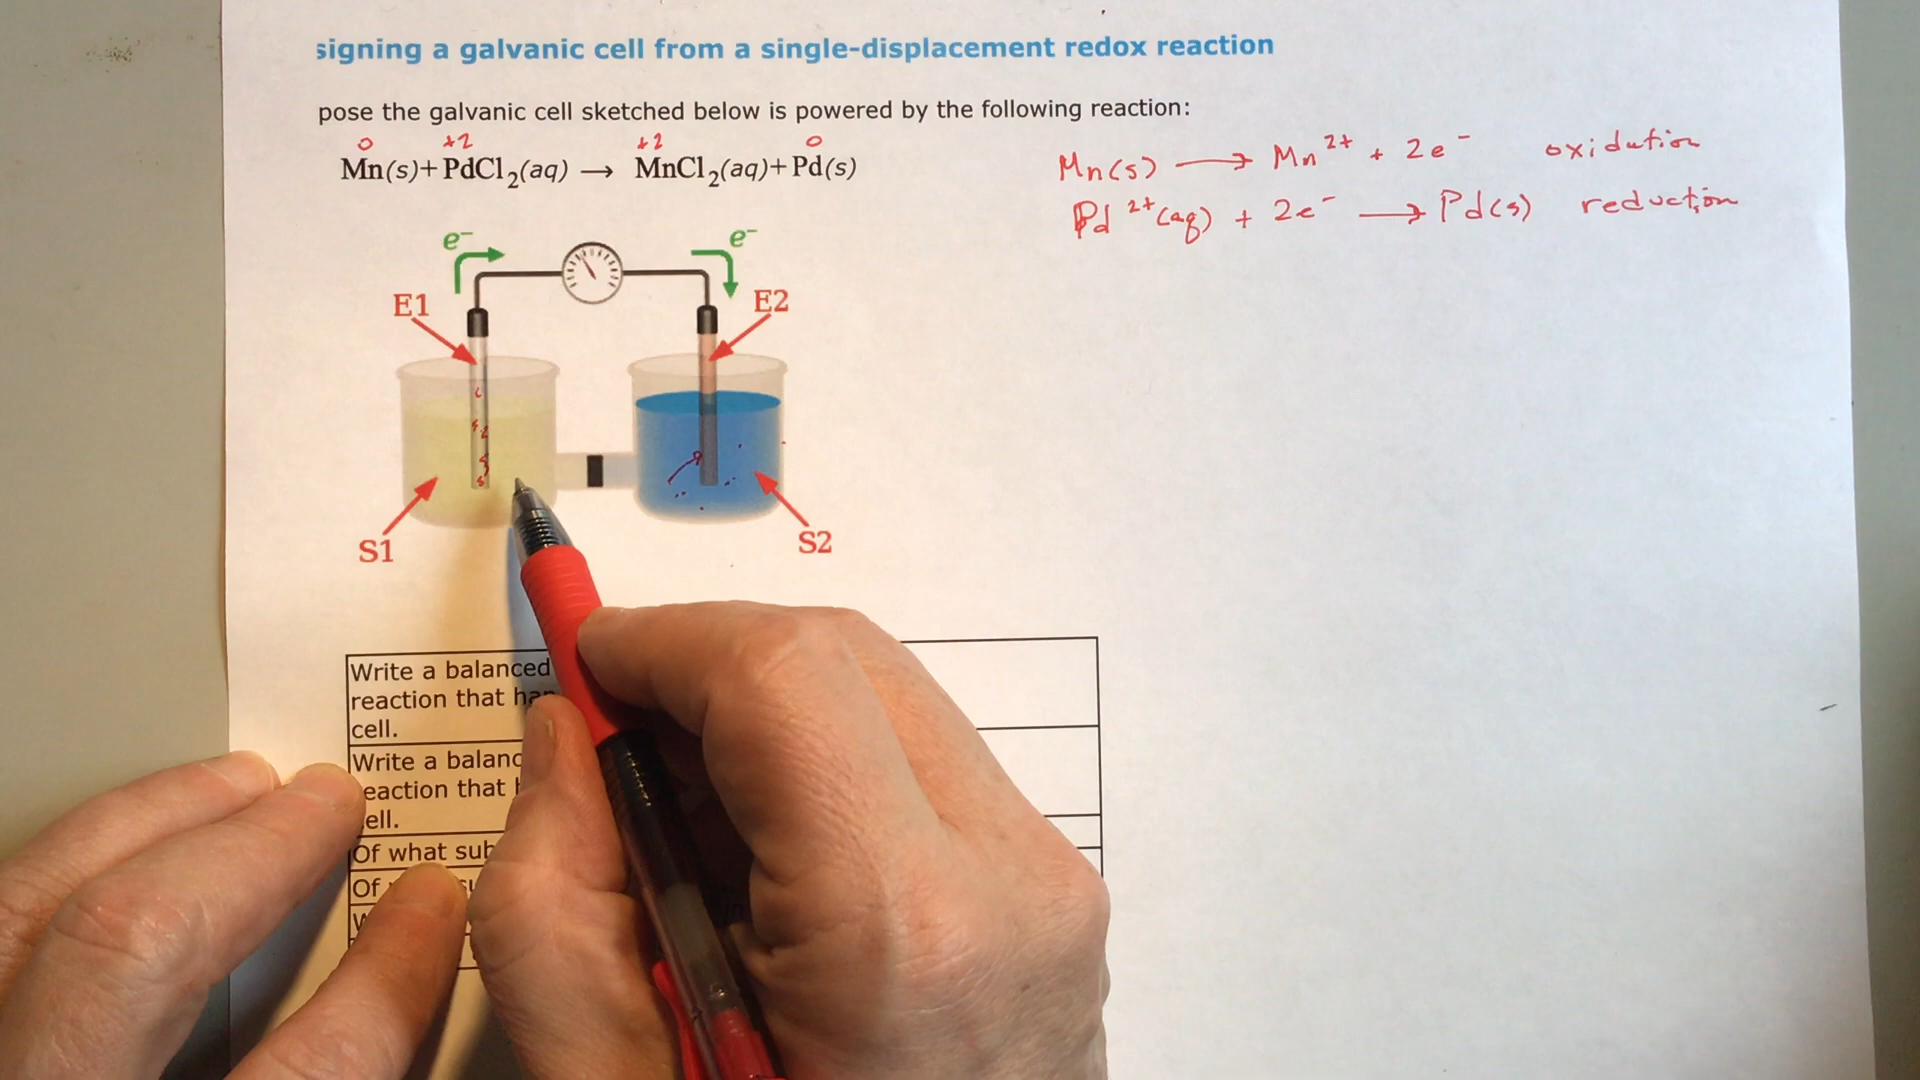 signing a galvanic cell from a single-displacement redox reaction
pose the galvanic cell sketched below is powered by the following reaction:
0 +2 +2 0
Mn(s)+PdCl₂(aq) → MnCl₂(aq)+Pd(s)
Mn(s) → Mn²⁺ + 2e⁻ oxidution
Pd²⁺(aq) + 2e⁻ → Pd(s) reduction
e⁻ e⁻
E1 E2
S1 S2
Write a balanced
reaction that
cell.
Write a balanc
eaction that
ell.
Of what sub
Of